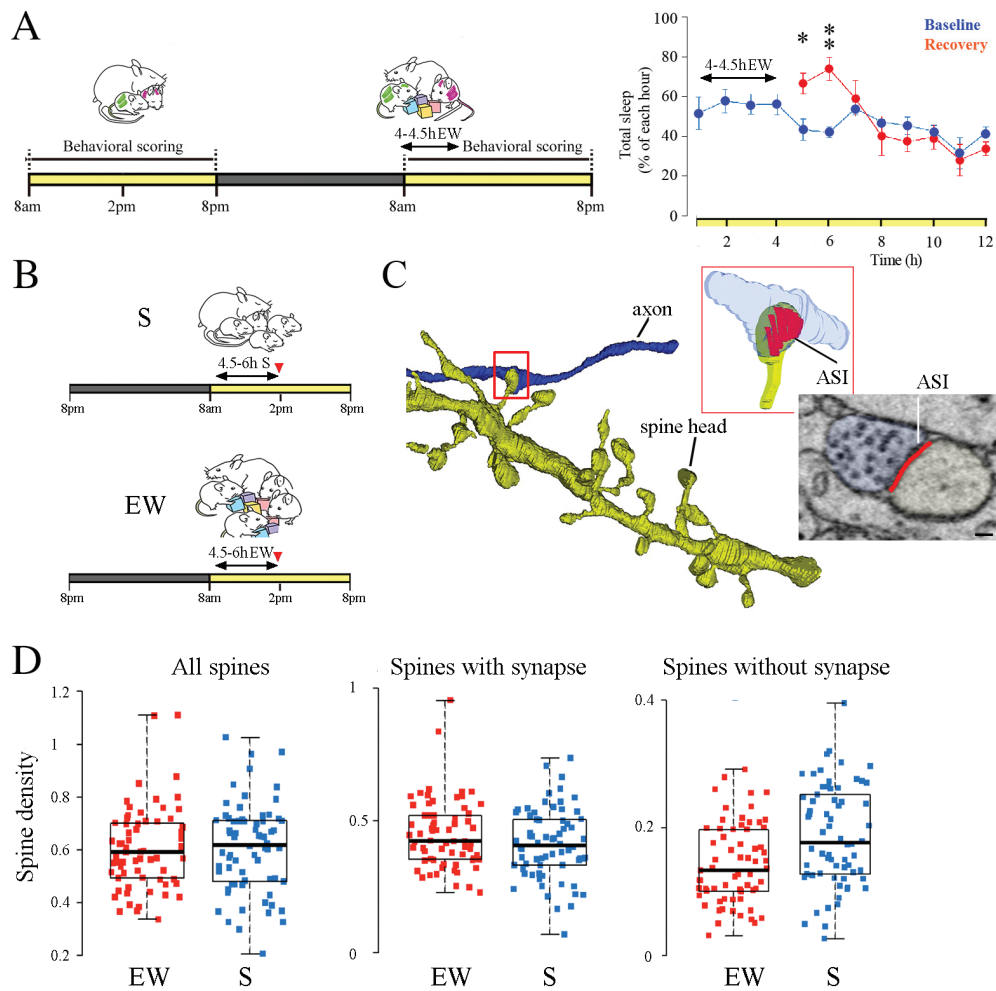 A
Behavioral scoring
4-4.5hEW
Behavioral scoring
8am
2pm
8pm
8am
8pm
Baseline
Recovery
*
*
*
4-4.5hEW
Total sleep
(% of each hour)
100
80
60
40
20
0
2
4
6
8
10
12
Time (h)
B
S
4.5-6h S
8pm
8am
2pm
8pm
EW
4.5-6h EW
8pm
8am
2pm
8pm
C
axon
ASI
ASI
spine head
D
All spines
Spines with synapse
Spines without synapse
Spine density
1.2
1
0.8
0.6
0.4
0.2
EW
S
1
0.5
0
EW
S
0.4
0.2
0
EW
S